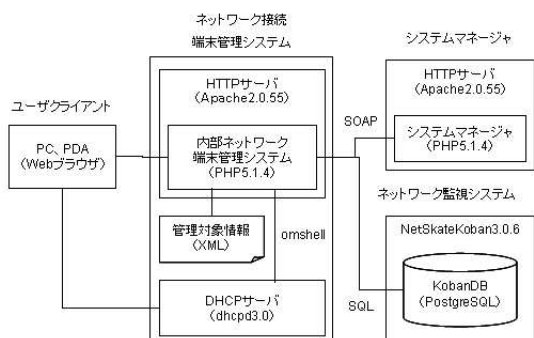 ネットワーク接続
端末管理システム
HTTPサーバ
(Apache2.0.55)
内部ネットワーク
端末管理システム
(PHP5.1.4)
管理対象情報
(XML)
omshell
DHCPサーバ
(dhcpd3.0)
ユーザクライアント
PC、PDA
(Webブラウザ)
システムマネージャ
HTTPサーバ
(Apache2.0.55)
SOAP
システムマネージャ
(PHP5.1.4)
ネットワーク監視システム
NetSkateKoban3.0.6
KobanDB
(PostgreSQL)
SQL